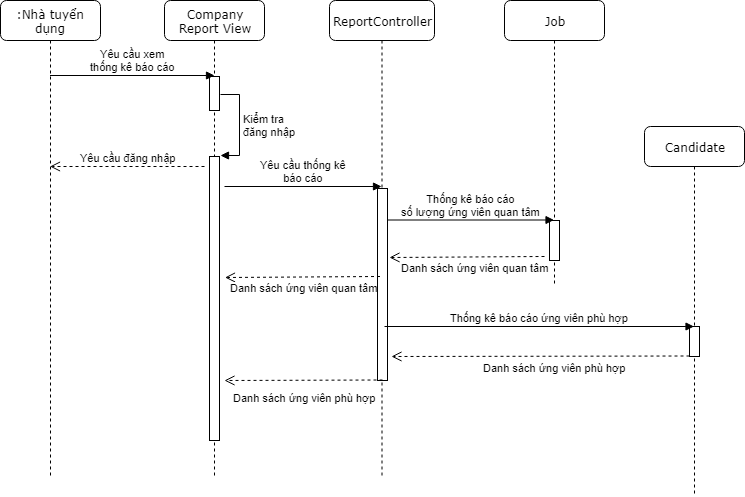 :Nhà tuyển
dụng
Company
Report View
ReportController
Job
Yêu cầu xem
thống kê báo cáo
Kiểm tra
đăng nhập
Candidate
Yêu cầu đăng nhập
Yêu cầu thống kê
báo cáo
Thống kê báo cáo
số lượng ứng viên quan tâm
Danh sách ứng viên quan tâm
Danh sách ứng viên quan tâm
Thống kê báo cáo ứng viên phù hợp
Danh sách ứng viên phù hợp
Danh sách ứng viên phù hợp